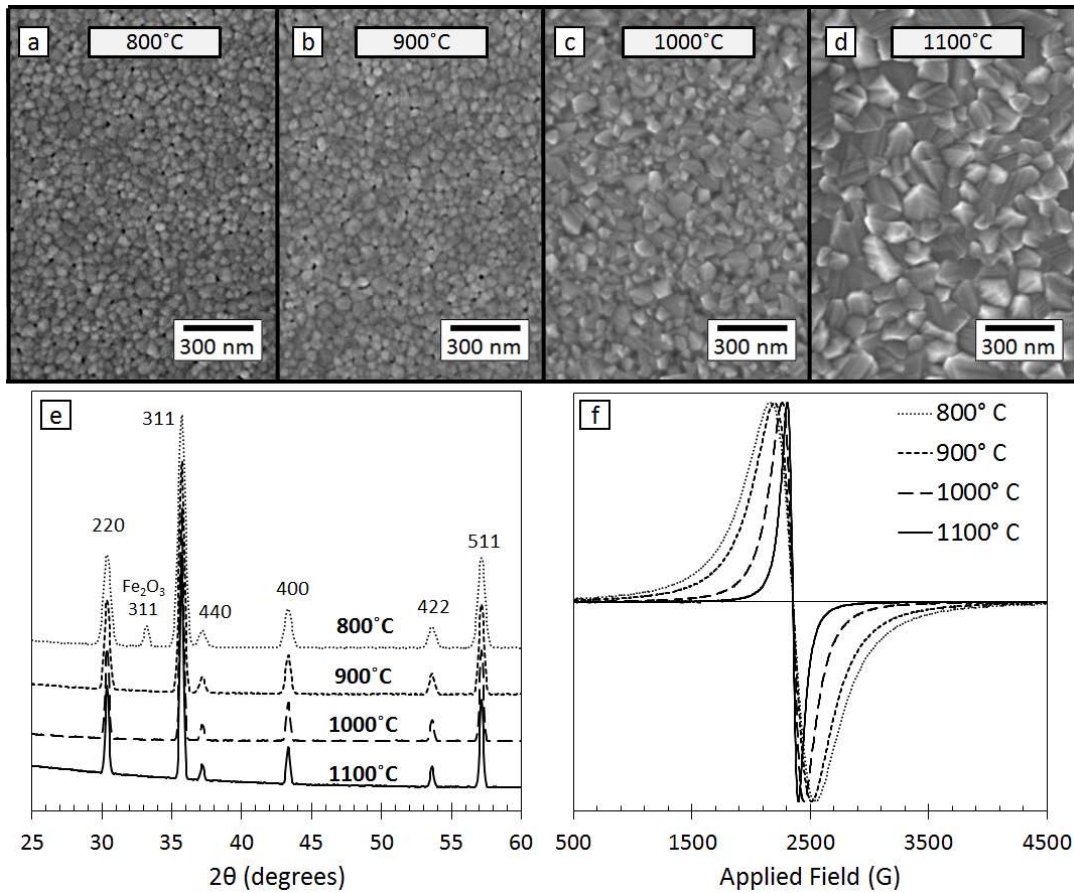 a
800˚C
b
900˚C
c
1000˚C
d
1100˚C
300 nm
300 nm
300 nm
300 nm
e
311
220
Fe₂O₃
311
440
400
422
511
800˚C
900˚C
1000˚C
1100˚C
25 30 35 40 45 50 55 60
2θ (degrees)
f
800° C
900° C
1000° C
1100° C
500 1500 2500 3500 4500
Applied Field (G)